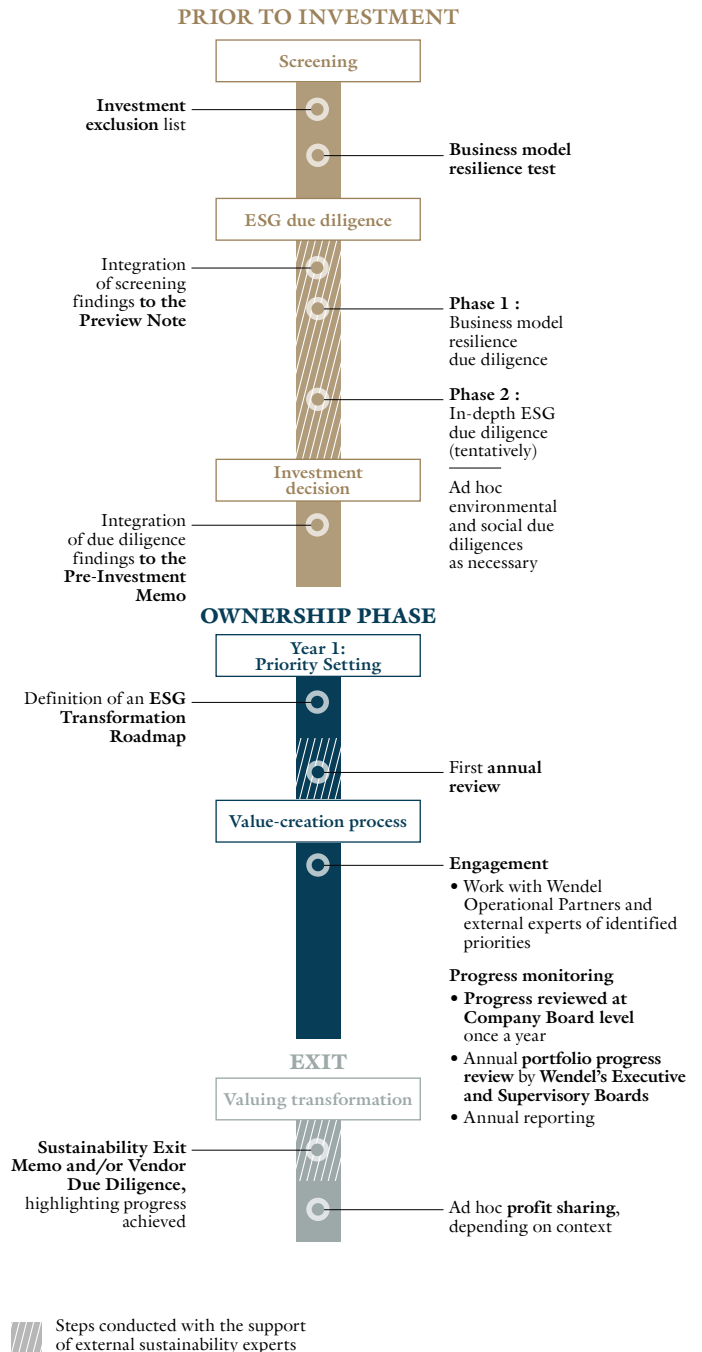 PRIOR TO INVESTMENT
Screening
Investment
exclusion list
Business model
resilience test
ESG due diligence
Integration
of screening
findings to the
Preview Note
Phase 1 :
Business model
resilience
due diligence
Phase 2 :
In-depth ESG
due diligence
(tentatively)
Ad hoc
environmental
and social due
diligences
as necessary
Investment
decision
Integration
of due diligence
findings to the
Pre-Investment
Memo
OWNERSHIP PHASE
Year 1:
Priority Setting
Definition of an ESG
Transformation
Roadmap
First annual
review
Value-creation process
Engagement
• Work with Wendel
Operational Partners and
external experts of identified
priorities
Progress monitoring
• Progress reviewed at
Company Board level
once a year
• Annual portfolio progress
review by Wendel’s Executive
and Supervisory Boards
• Annual reporting
EXIT
Valuing transformation
Sustainability Exit
Memo and/or Vendor
Due Diligence,
highlighting progress
achieved
Ad hoc profit sharing,
depending on context
Steps conducted with the support
of external sustainability experts